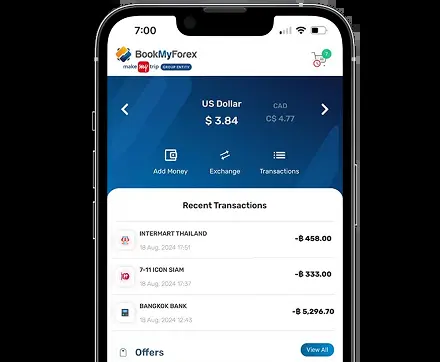 7:00
BookMyForex
make my trip GROUP ENTITY
7
US Dollar
$ 3.84
CAD
C$ 4.77
Add Money
Exchange
Transactions
Recent Transactions
INTERMART THAILAND
18 Aug, 2024 17:51
-฿ 458.00
7-11 ICON SIAM
18 Aug, 2024 17:37
-฿ 333.00
BANGKOK BANK
18 Aug, 2024 12:43
-฿ 5,296.70
Offers
View All